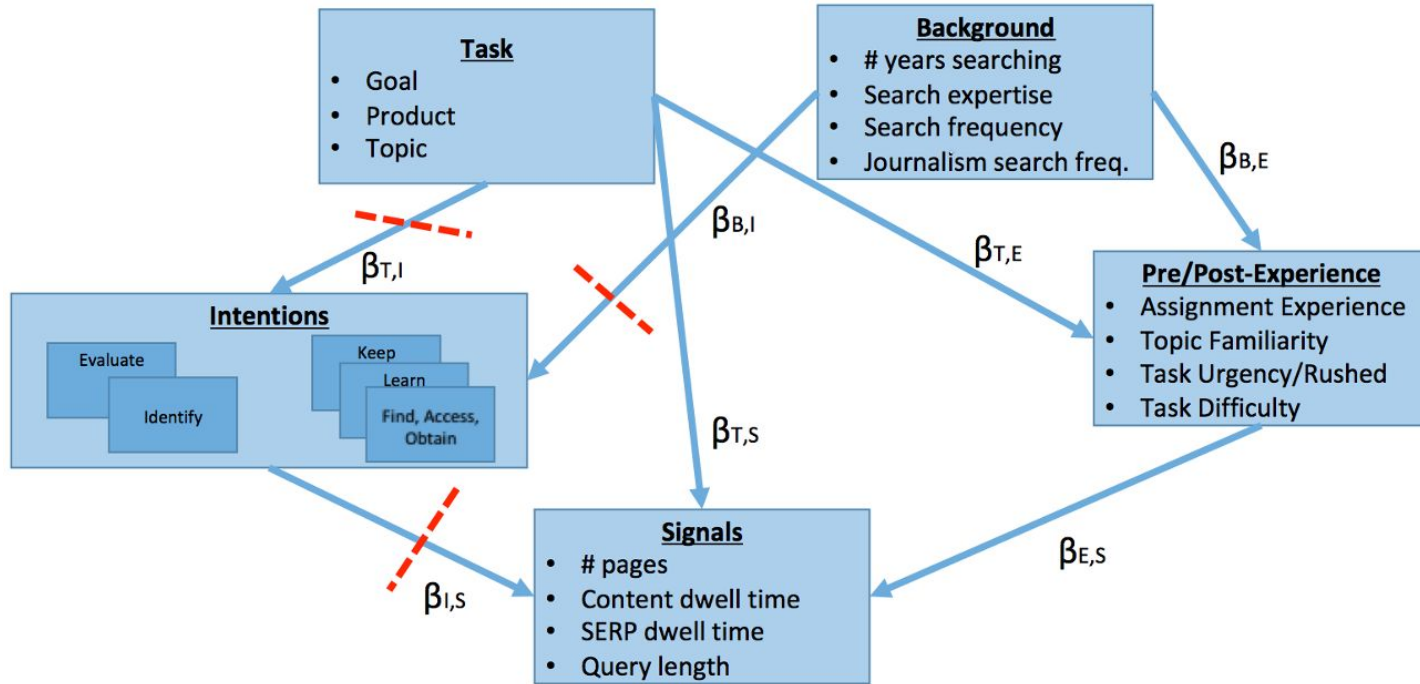 Task
• Goal
• Product
• Topic
Background
• # years searching
• Search expertise
• Search frequency
• Journalism search freq.
βT,I
βB,I
βT,E
βB,E
Intentions
Evaluate
Identify
Keep
Learn
Find, Access,
Obtain
Pre/Post-Experience
• Assignment Experience
• Topic Familiarity
• Task Urgency/Rushed
• Task Difficulty
βT,S
βI,S
βE,S
Signals
• # pages
• Content dwell time
• SERP dwell time
• Query length